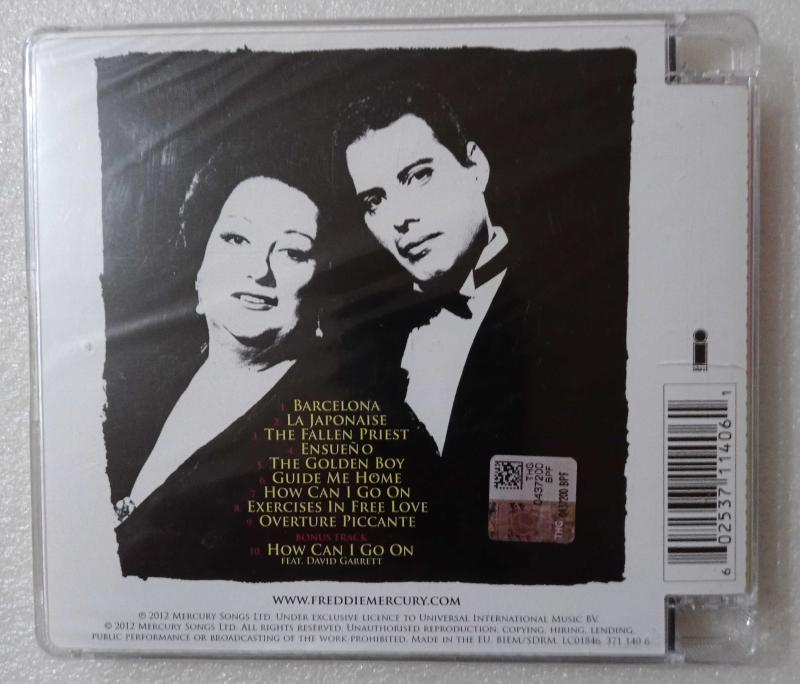 1. BARCELONA
2. LA JAPONAISE
3. THE FALLEN PRIEST
4. ENSUEÑO
5. THE GOLDEN BOY
6. GUIDE ME HOME
7. HOW CAN I GO ON
8. EXERCISES IN FREE LOVE
9. OVERTURE PICCANTE
BONUS TRACK
10. HOW CAN I GO ON
FEAT. DAVID GARRETT
THG
0437200
BPF
THG 0437200 BPF
6 02537 11406 1
WWW.FREDDIEMERCURY.COM
℗ 2012 MERCURY SONGS LTD. UNDER EXCLUSIVE LICENCE TO UNIVERSAL INTERNATIONAL MUSIC BV.
© 2012 MERCURY SONGS LTD. ALL RIGHTS RESERVED. UNAUTHORISED REPRODUCTION, COPYING, HIRING, LENDING,
PUBLIC PERFORMANCE OR BROADCASTING OF THE WORK PROHIBITED. MADE IN THE EU. BIEM/SDRM. LC01846. 371 140 6